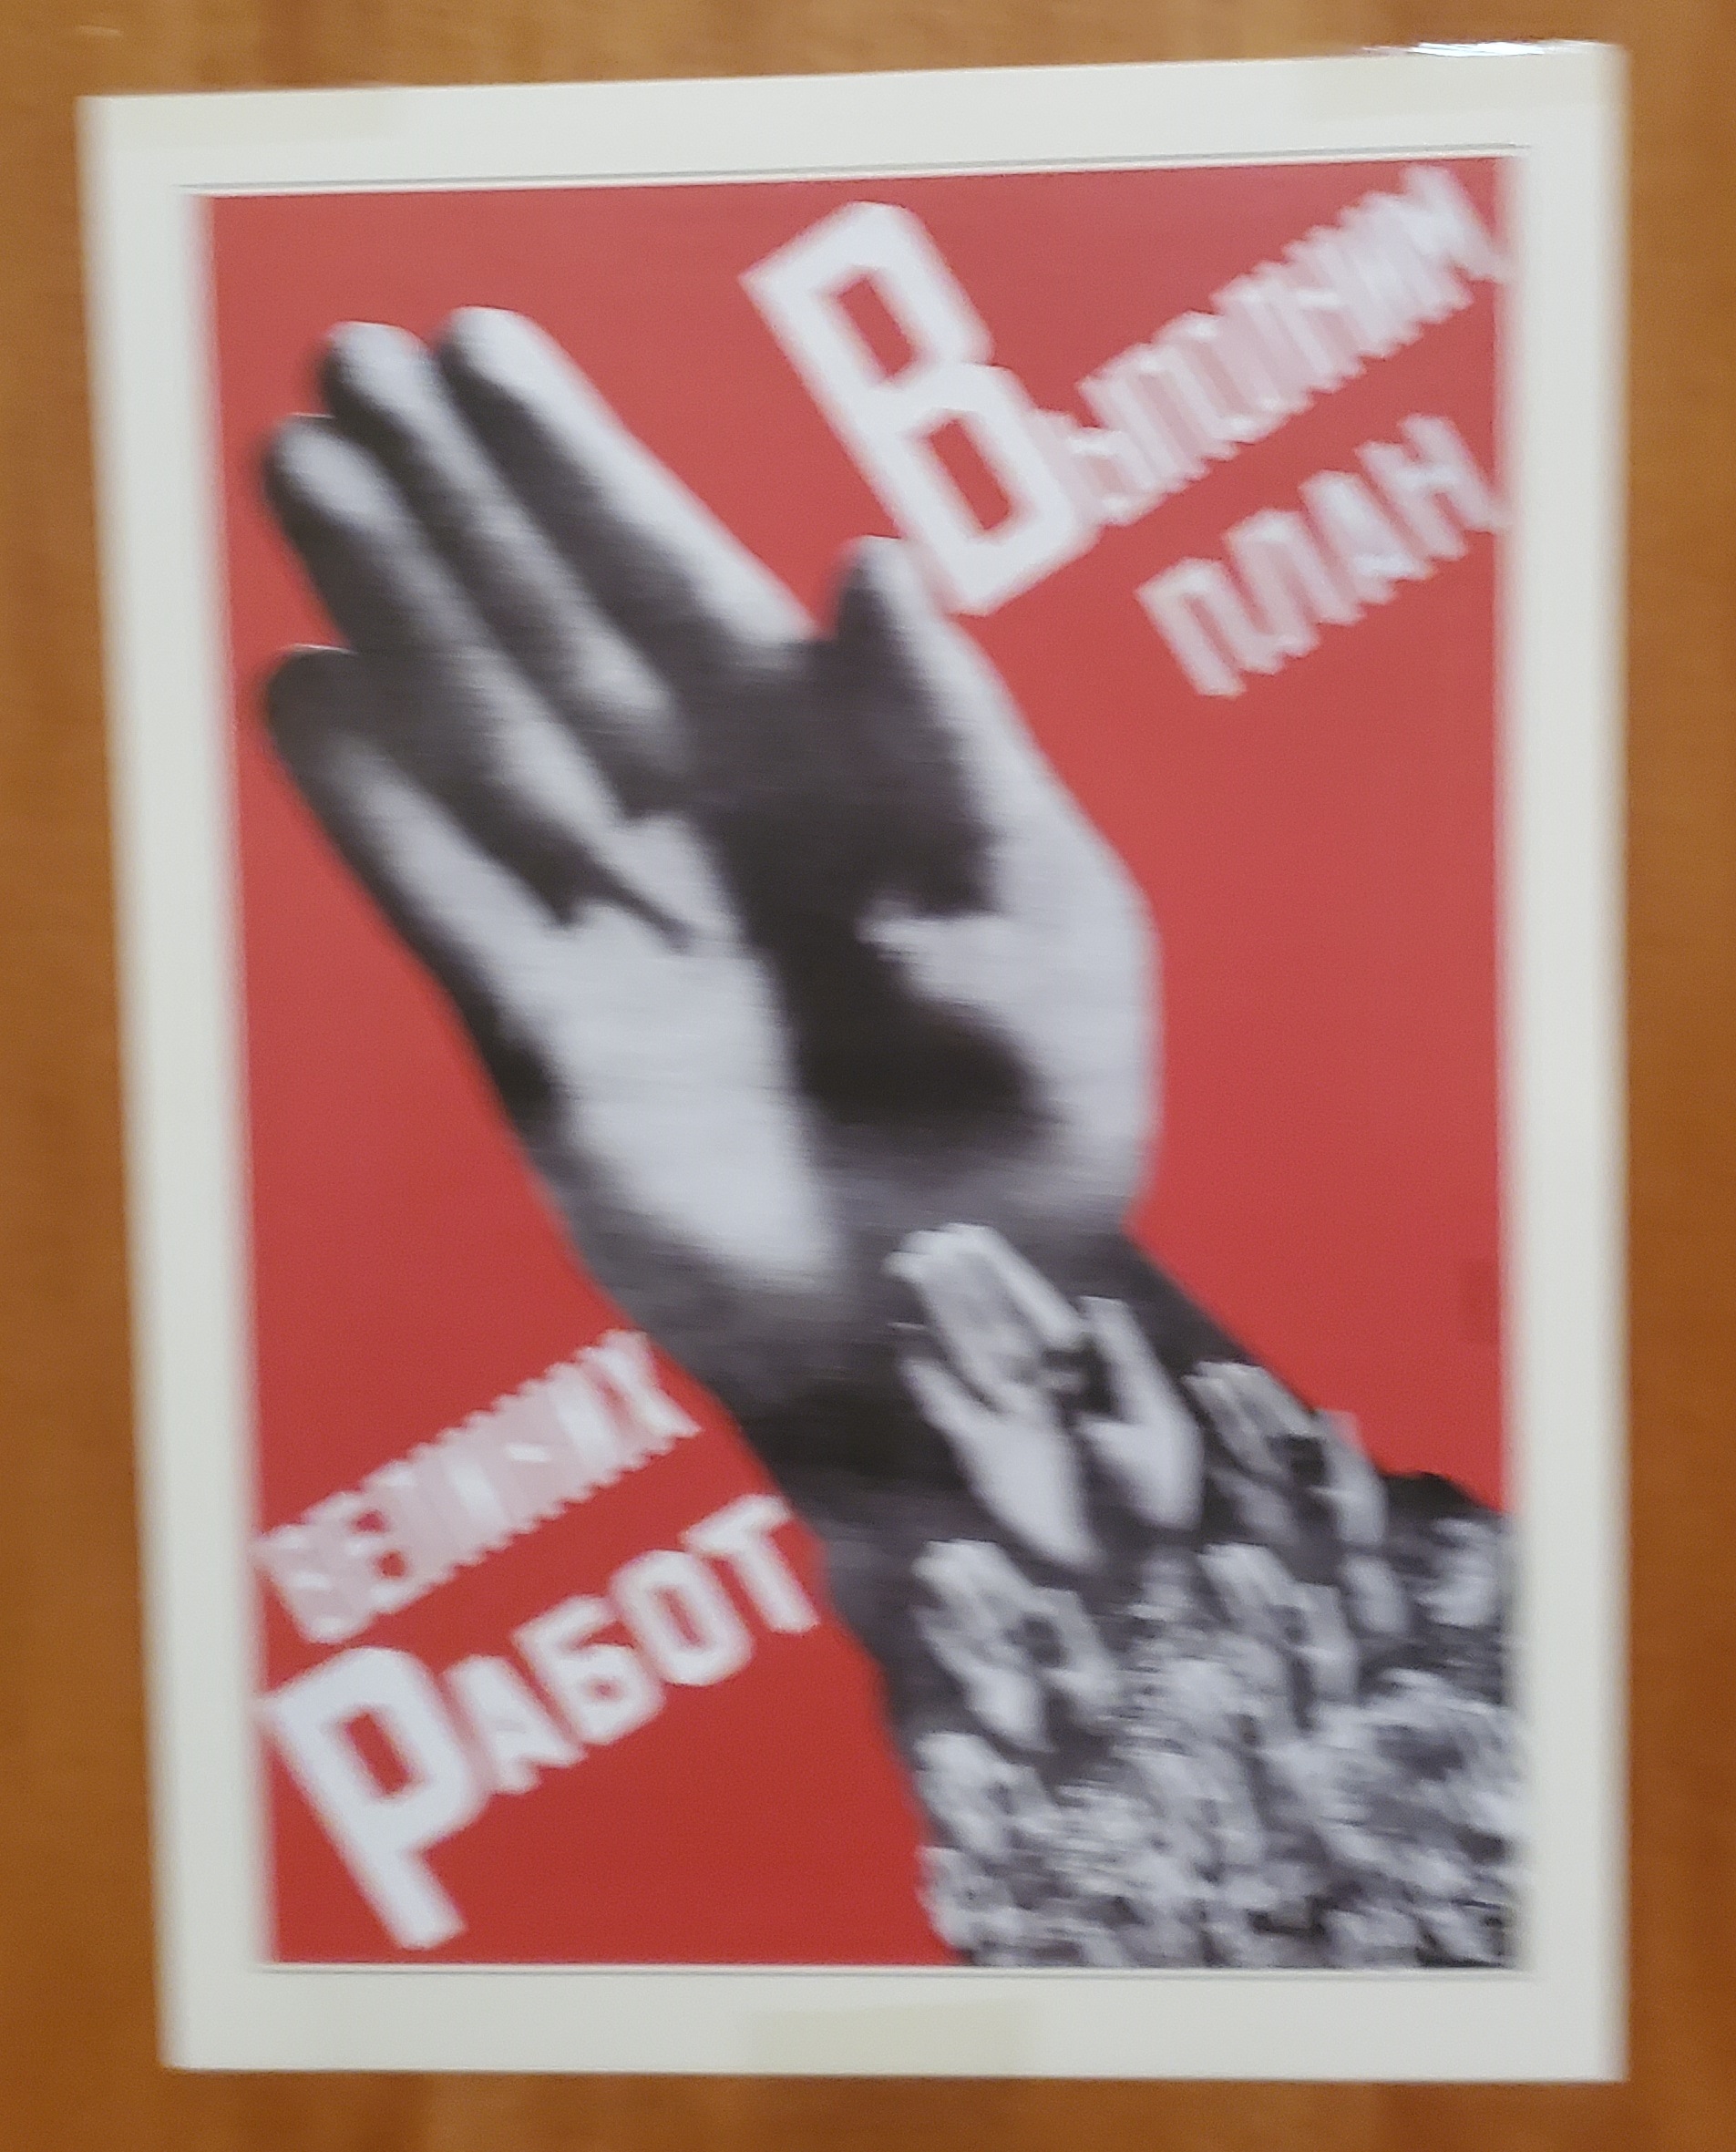 Выполним
план
великих
работ